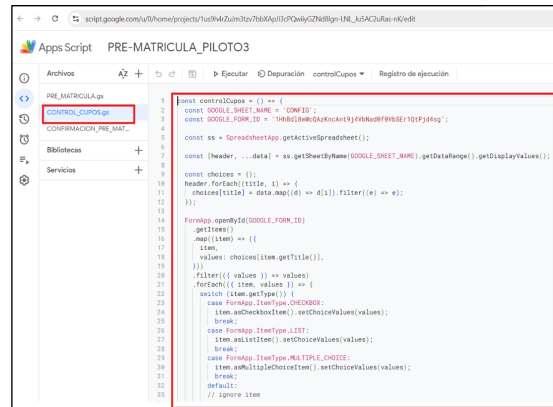 script.google.com/u/0/home/projects/1us9h4rZuIm3tzv7bbXApJI3cPQwiiyGZNdBlgn-LNL_Ju5AC2uRas-nK/edit
Apps Script PRE-MATRICULA_PILOTO3
Archivos
Ejecutar Depuración controlCupos Registro de ejecución
PRE_MATRICULA.gs
CONTROL_CUPOS.gs
CONFIRMACION_PRE_MAT...
Bibliotecas
Servicios
1 const controlCupos = () => {
2 const GOOGLE_SHEET_NAME = 'CONFIG';
3 const GOOGLE_FORM_ID =
4
5 const ss = SpreadsheetApp.getActiveSpreadsheet();
6
7 const [header, ...data] = ss.getSheetByName(GOOGLE_SHEET_NAME).getDataRange().getDisplayValues();
8
9 const choices = {};
10 header.forEach((title, i) => {
11 choices[title] = data.map((d) => d[i]).filter((e) => e);
12 });
13
14 FormApp.openById(GOOGLE_FORM_ID)
15 .getItems()
16 .map((item) => ({
17 item,
18 values: choices[item.getTitle()],
19 }))
20 .filter(({ values }) => values)
21 .forEach(({ item, values }) => {
22 switch (item.getType()) {
23 case FormApp.ItemType.CHECKBOX:
24 item.asCheckboxItem().setChoiceValues(values);
25 break;
26 case FormApp.ItemType.LIST:
27 item.asListItem().setChoiceValues(values);
28 break;
29 case FormApp.ItemType.MULTIPLE_CHOICE:
30 item.asMultipleChoiceItem().setChoiceValues(values);
31 break;
32 default:
33 // ignore item